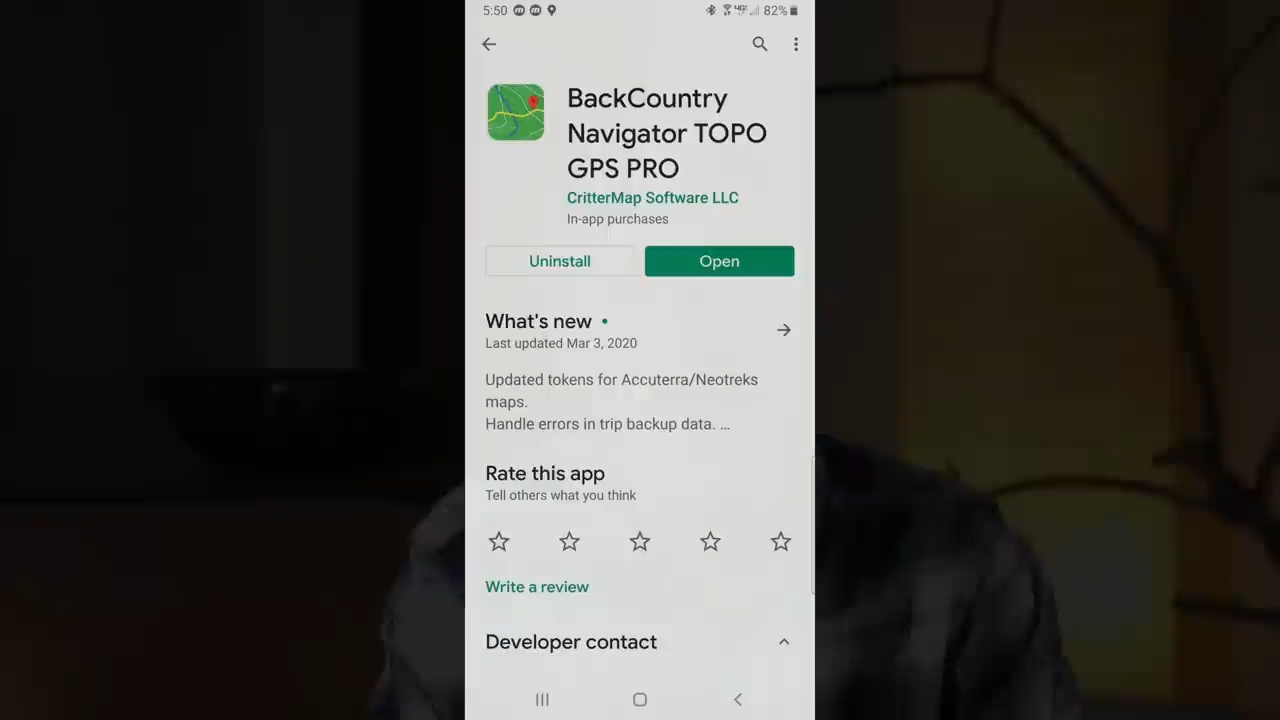 5:50
82%
BackCountry
Navigator TOPO
GPS PRO
CritterMap Software LLC
In-app purchases
Uninstall
Open
What's new
Last updated Mar 3, 2020
Updated tokens for Accuterra/Neotreks
maps.
Handle errors in trip backup data. …
Rate this app
Tell others what you think
Write a review
Developer contact